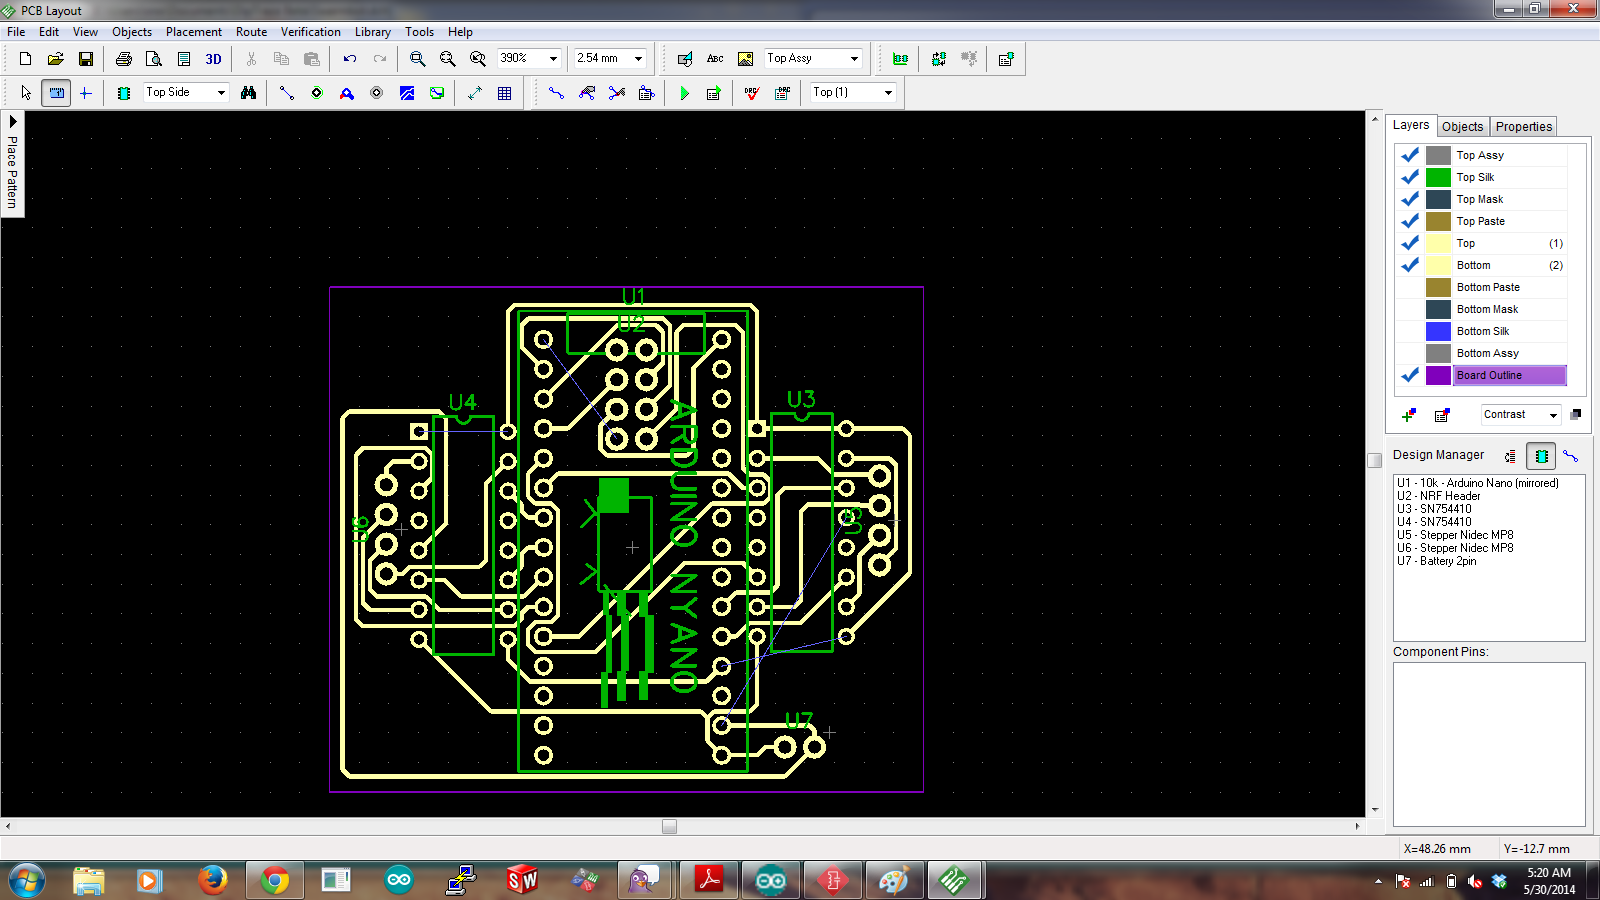 PCB Layout
File Edit View Objects Placement Route Verification Library Tools Help
3D 390% 2.54 mm Abc Top Assy
Top Side DRC DRC Top (1)
Place Pattern
Layers Objects Properties
Top Assy
Top Silk
Top Mask
Top Paste
Top (1)
Bottom (2)
Bottom Paste
Bottom Mask
Bottom Silk
Bottom Assy
Board Outline
Contrast
Design Manager
U1 - 10k - Arduino Nano (mirrored)
U2 - NRF Header
U3 - SN754410
U4 - SN754410
U5 - Stepper Nidec MP8
U6 - Stepper Nidec MP8
U7 - Battery 2pin
Component Pins:
U1
U2
U4
U3
U5
U7
ARDUINO NYANO
X=48.26 mm Y=-12.7 mm
SW
5:20 AM
5/30/2014